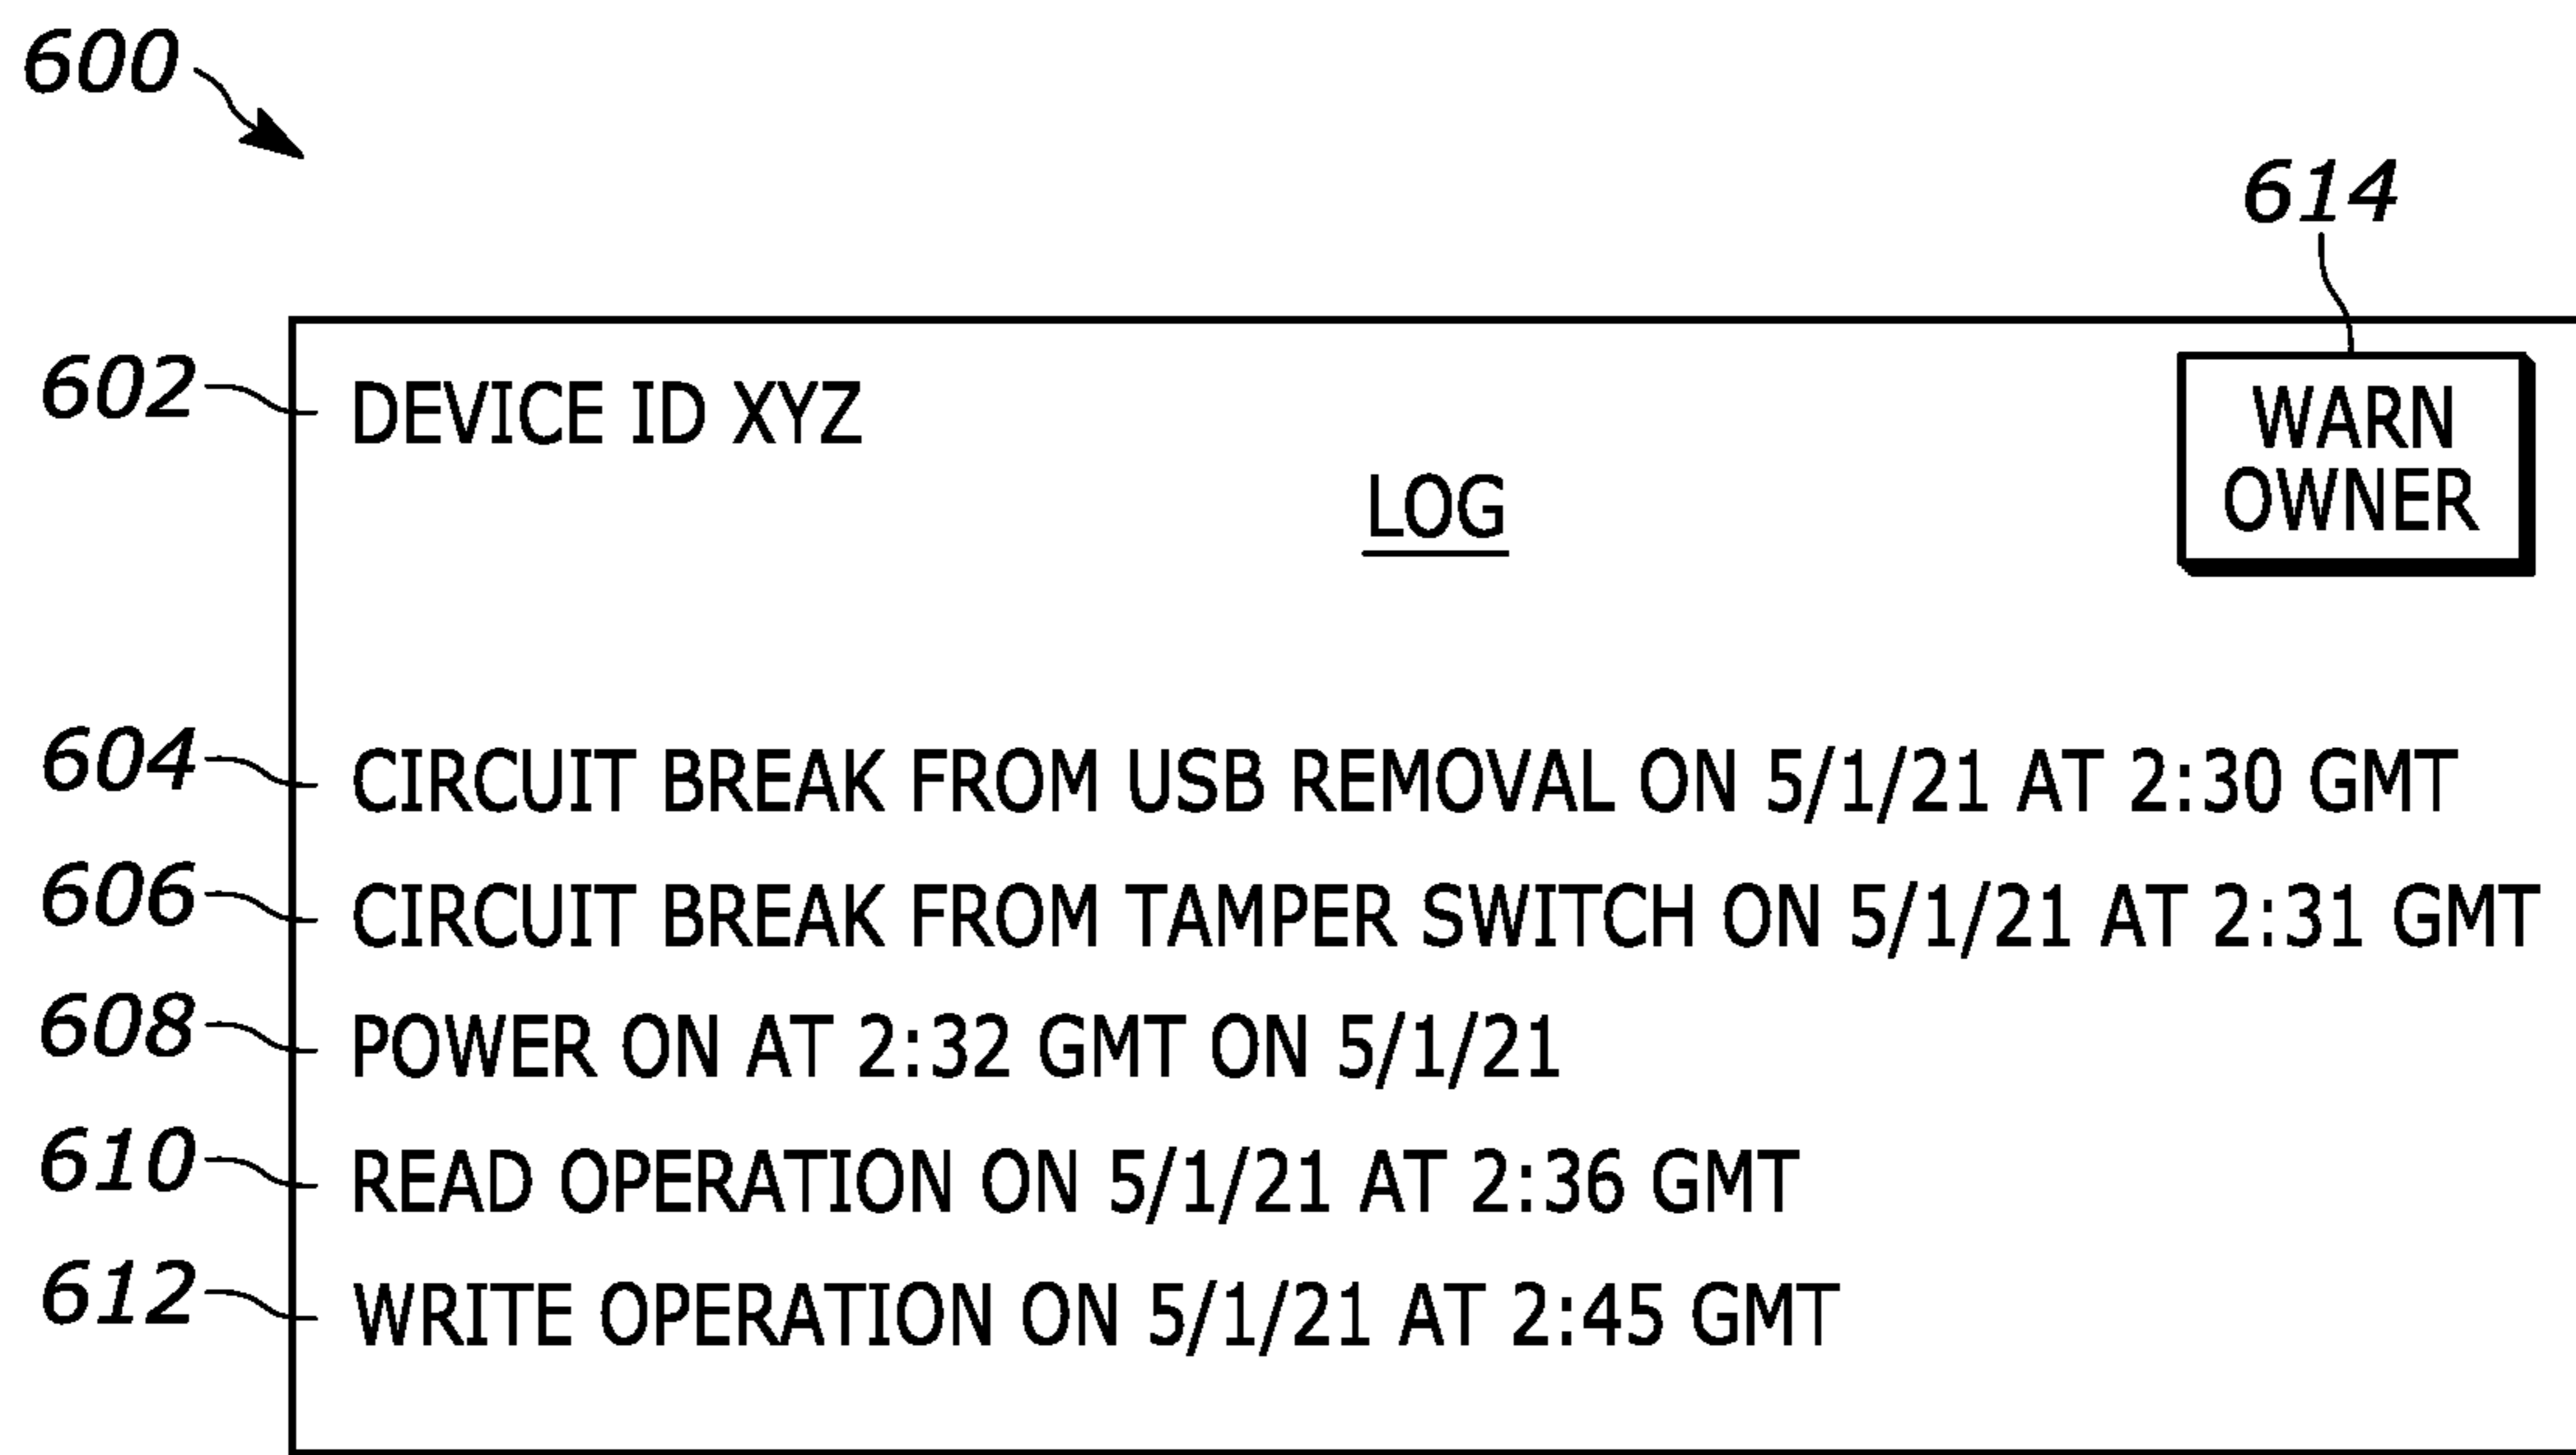 600
614
602 DEVICE ID XYZ
WARN
OWNER
LOG
604 CIRCUIT BREAK FROM USB REMOVAL ON 5/1/21 AT 2:30 GMT
606 CIRCUIT BREAK FROM TAMPER SWITCH ON 5/1/21 AT 2:31 GMT
608 POWER ON AT 2:32 GMT ON 5/1/21
610 READ OPERATION ON 5/1/21 AT 2:36 GMT
612 WRITE OPERATION ON 5/1/21 AT 2:45 GMT